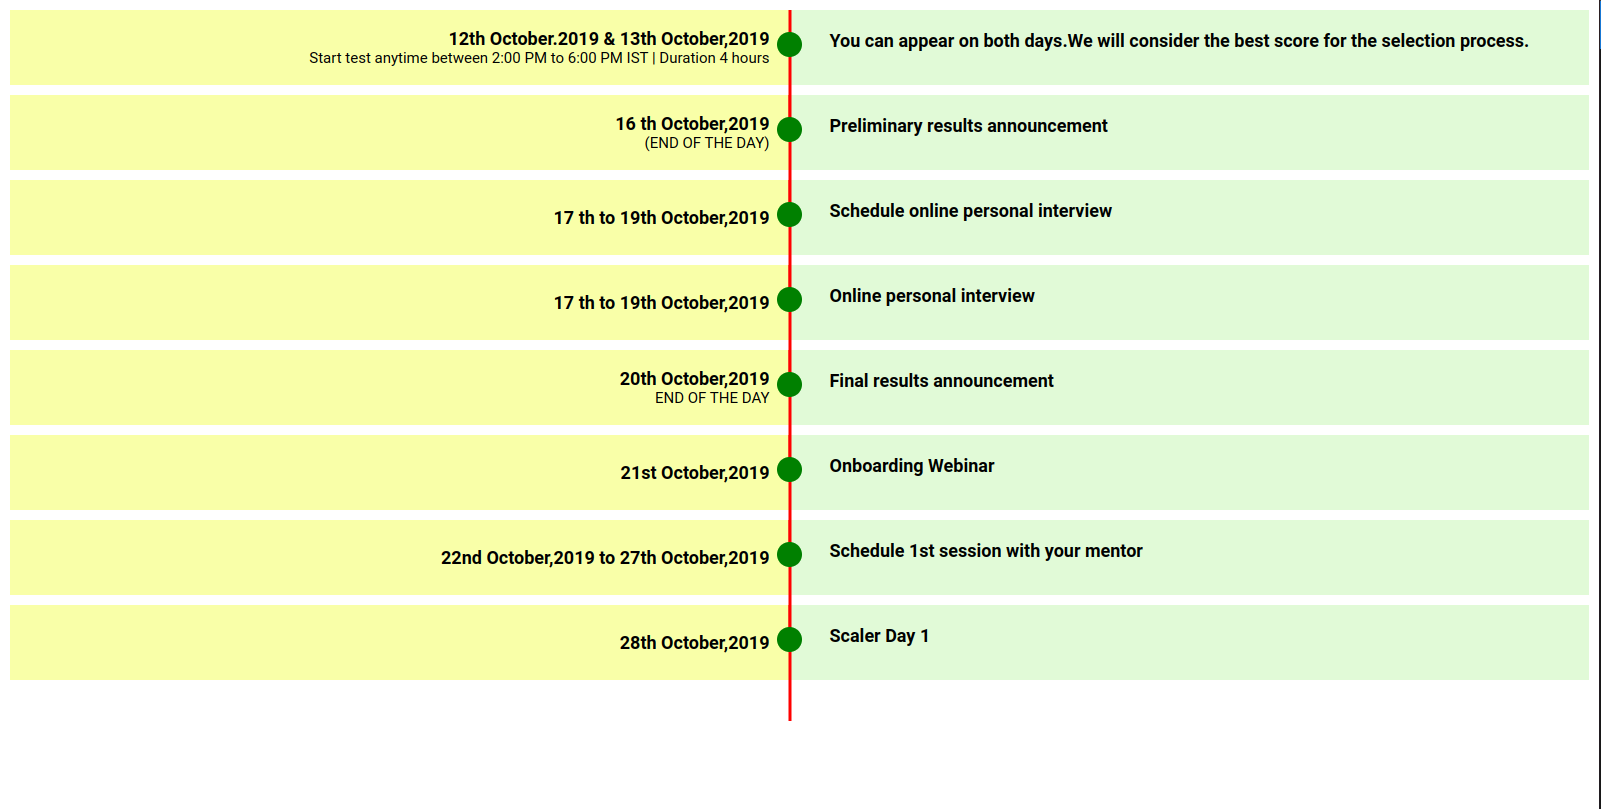 12th October.2019 & 13th October,2019
Start test anytime between 2:00 PM to 6:00 PM IST | Duration 4 hours
You can appear on both days.We will consider the best score for the selection process.
16 th October,2019
(END OF THE DAY)
Preliminary results announcement
17 th to 19th October,2019
Schedule online personal interview
17 th to 19th October,2019
Online personal interview
20th October,2019
END OF THE DAY
Final results announcement
21st October,2019
Onboarding Webinar
22nd October,2019 to 27th October,2019
Schedule 1st session with your mentor
28th October,2019
Scaler Day 1